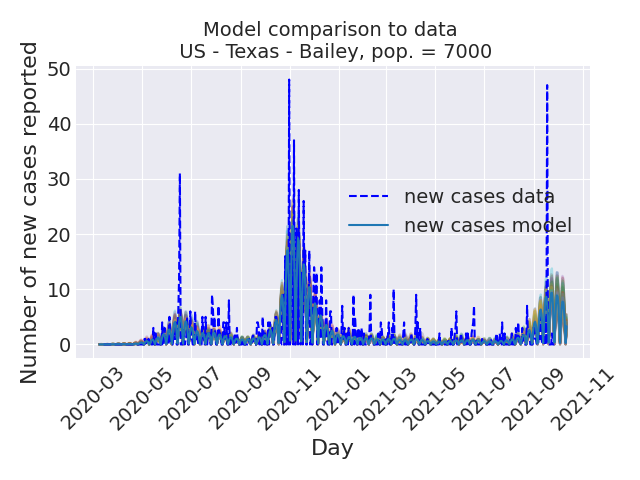 Model comparison to data
US - Texas - Bailey, pop. = 7000
Number of new cases reported
50
40
30
20
10
0
new cases data
new cases model
2020-03
2020-05
2020-07
2020-09
2020-11
2021-01
2021-03
2021-05
2021-07
2021-09
2021-11
Day